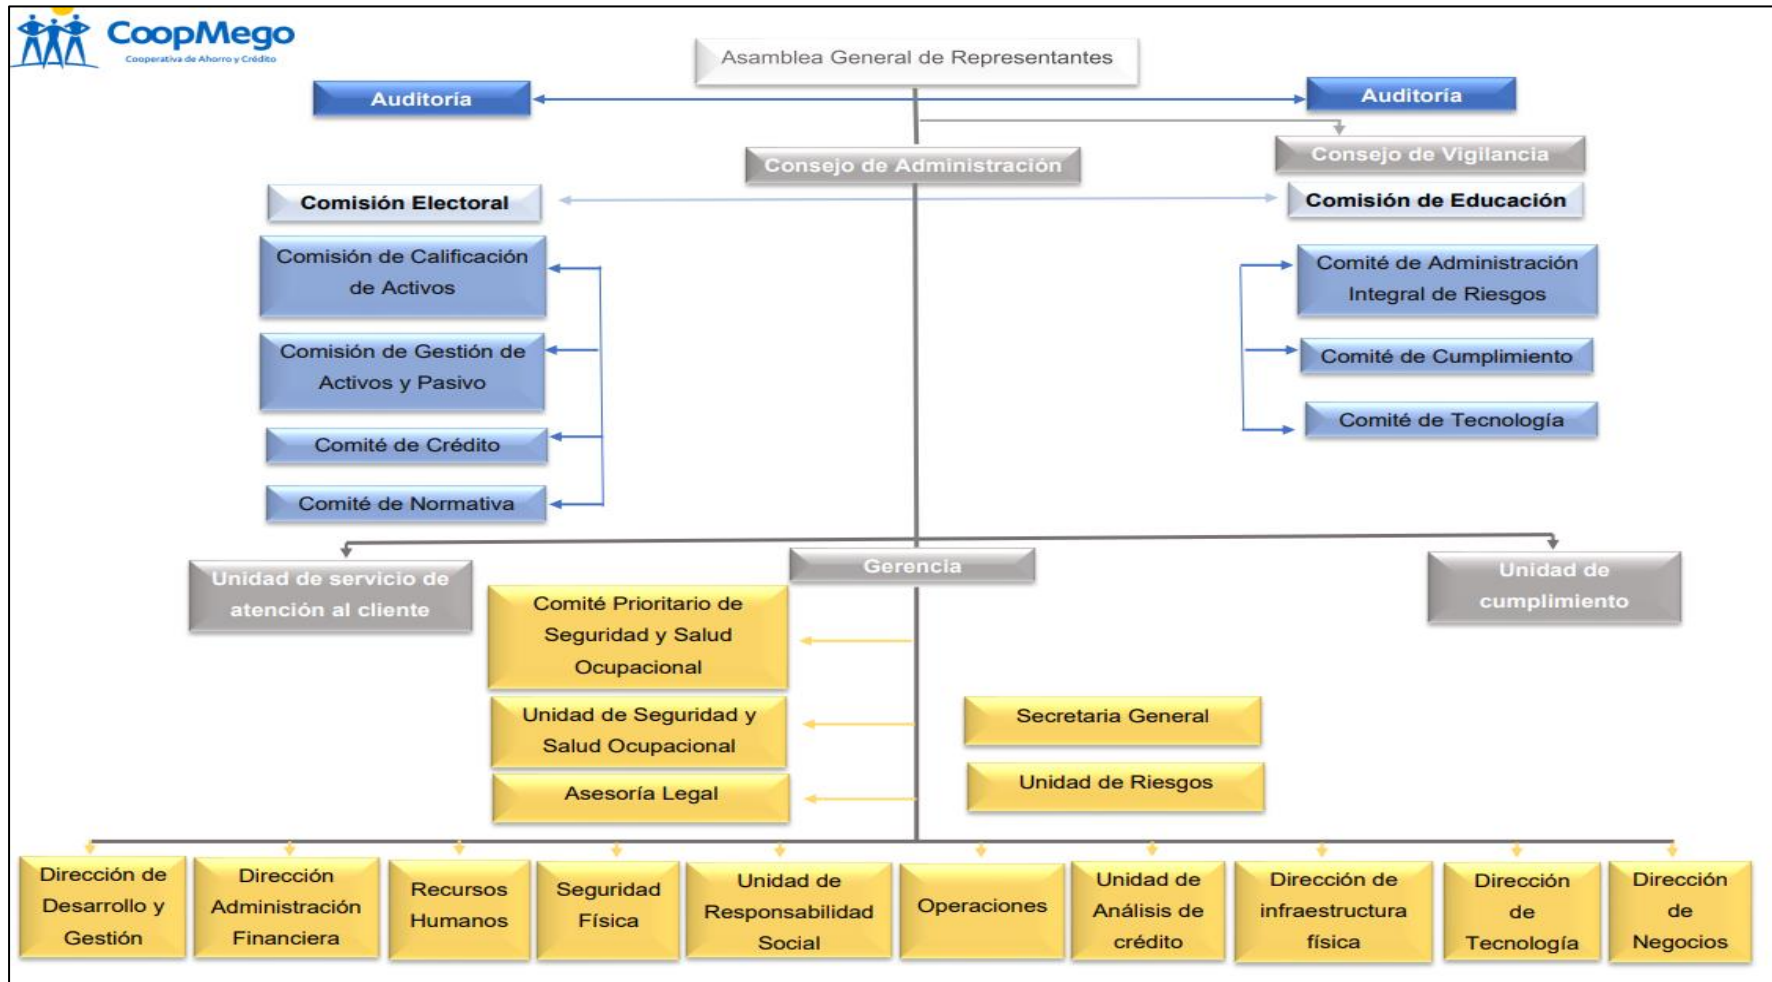 CoopMego
Cooperativa de Ahorro y Crédito
Asamblea General de Representantes
Auditoría
Auditoría
Consejo de Administración
Consejo de Vigilancia
Comisión Electoral
Comisión de Educación
Comisión de Calificación
de Activos
Comisión de Gestión de
Activos y Pasivo
Comité de Crédito
Comité de Normativa
Comité de Administración
Integral de Riesgos
Comité de Cumplimiento
Comité de Tecnología
Unidad de servicio de
atención al cliente
Gerencia
Unidad de
cumplimiento
Comité Prioritario de
Seguridad y Salud
Ocupacional
Unidad de Seguridad y
Salud Ocupacional
Asesoría Legal
Secretaria General
Unidad de Riesgos
Dirección de
Desarrollo y
Gestión
Dirección
Administración
Financiera
Recursos
Humanos
Seguridad
Física
Unidad de
Responsabilidad
Social
Operaciones
Unidad de
Análisis de
crédito
Dirección de
infraestructura
física
Dirección
de
Tecnología
Dirección
de
Negocios